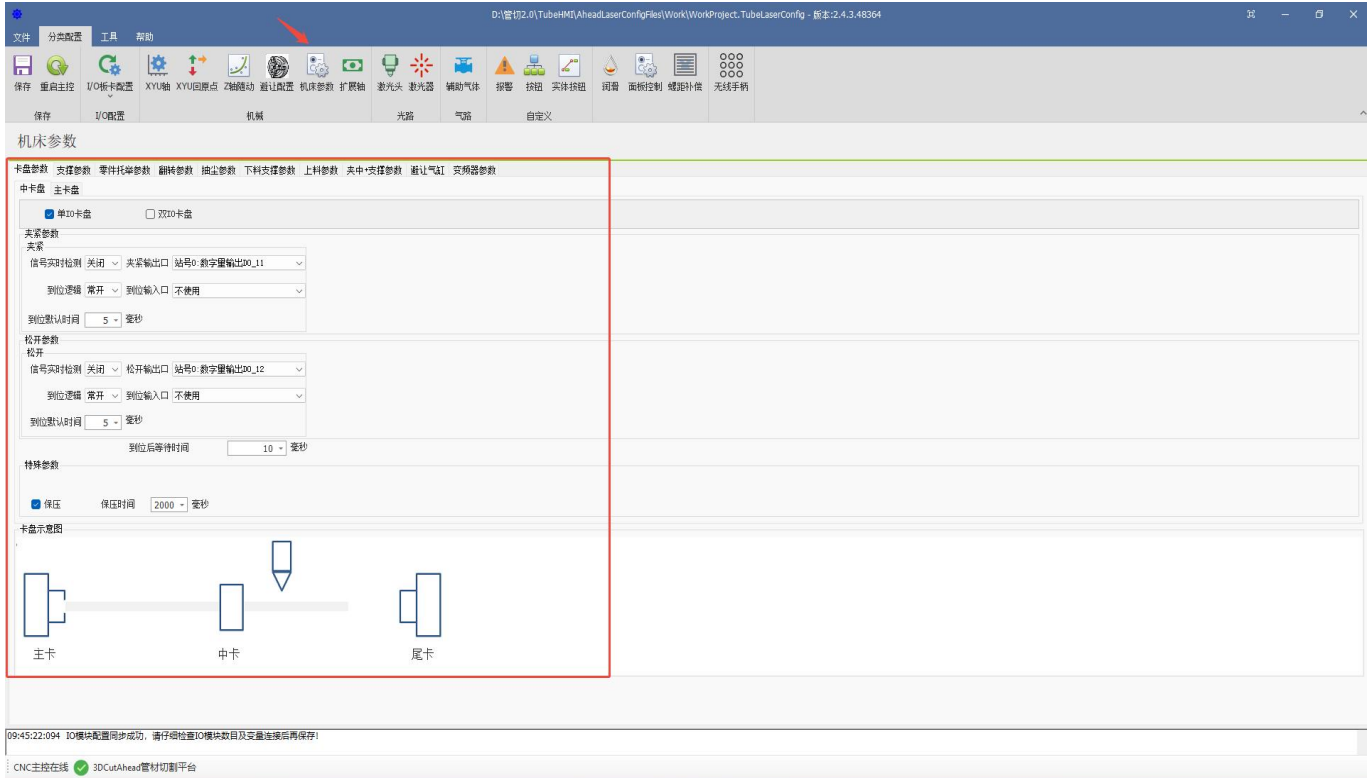 D:\管切2.0\TubeHMI\AheadLaserConfigFiles\Work\WorkProject.TubeLaserConfig - 版本:2.4.3.48364
文件 分类配置 工具 帮助
保存 重启主控 I/O板卡配置 XYU轴 XYU回原点 Z轴随动 避让配置 机床参数 扩展轴 激光头 激光器 辅助气体 报警 按钮 实体按钮 润滑 面板控制 螺距补偿 无线手柄
保存 I/O配置 机械 光路 气路 自定义
机床参数
卡盘参数 支撑参数 零件托举参数 翻转参数 抽尘参数 下料支撑参数 上料参数 夹中+支撑参数 避让气缸 变频器参数
中卡盘 主卡盘
单IO卡盘 双IO卡盘
夹紧参数
夹紧
信号实时检测 关闭 夹紧输出口 站号0:数字里输出DO_11
到位逻辑 常开 到位输入口 不使用
到位默认时间 5 毫秒
松开参数
松开
信号实时检测 关闭 松开输出口 站号0:数字里输出DO_12
到位逻辑 常开 到位输入口 不使用
到位默认时间 5 毫秒
到位后等待时间 10 毫秒
特殊参数
保压 保压时间 2000 毫秒
卡盘示意图
主卡 中卡 尾卡
09:45:22:094 IO模块配置同步成功, 请仔细检查IO模块数目及变量连接后再保存!
CNC主控在线 3DCutAhead管材切割平台